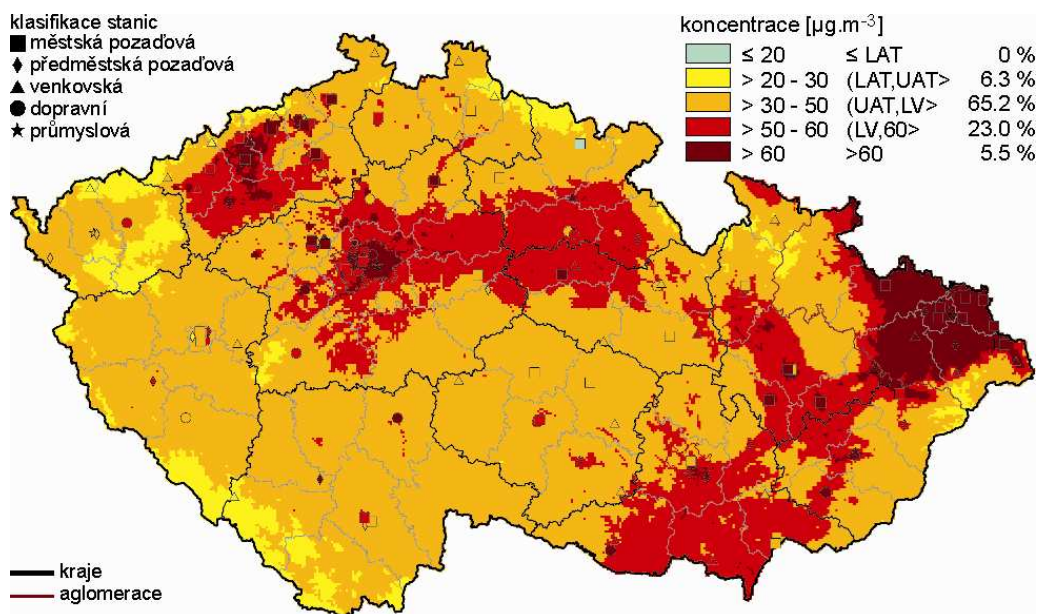 klasifikace stanic
městská pozaďová
předměstská pozaďová
venkovská
dopravní
průmyslová
koncentrace [µg.m-3]
≤ 20 ≤ LAT 0 %
> 20 - 30 (LAT,UAT> 6.3 %
> 30 - 50 (UAT,LV> 65.2 %
> 50 - 60 (LV,60> 23.0 %
> 60 >60 5.5 %
kraje
aglomerace